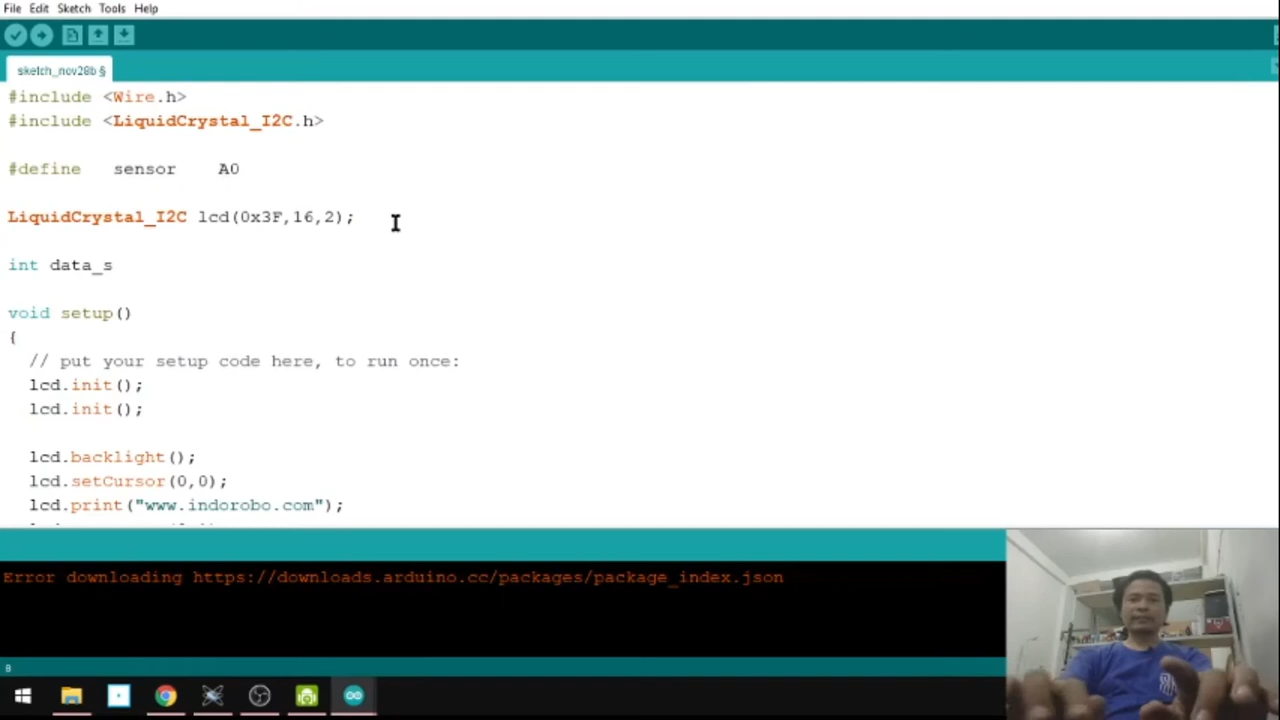 File Edit Sketch Tools Help
sketch_nov28b §
#include <Wire.h>
#include <LiquidCrystal_I2C.h>
#define sensor A0
LiquidCrystal_I2C lcd(0x3F,16,2);
int data_s
void setup()
{
// put your setup code here, to run once:
lcd.init();
lcd.init();
lcd.backlight();
lcd.setCursor(0,0);
lcd.print("www.indorobo.com");
Error downloading https://downloads.arduino.cc/packages/package_index.json
8